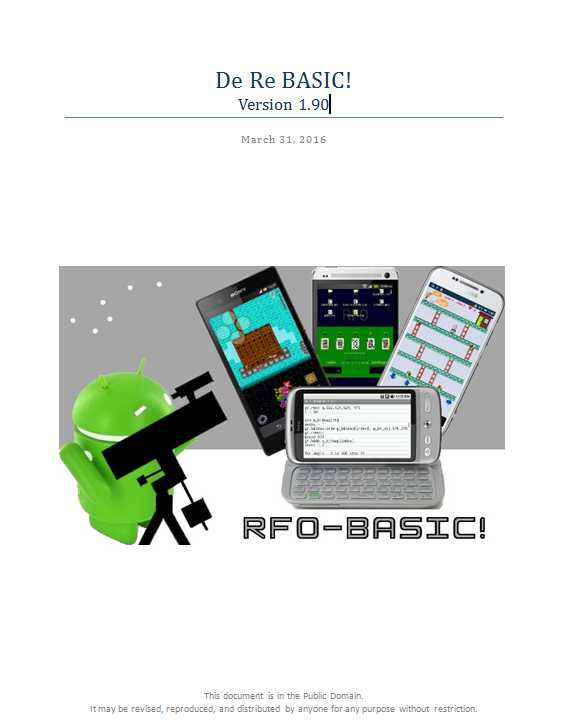 De Re BASIC!
Version 1.90
March 31, 2016
SONY
RFO-BASIC!
This document is in the Public Domain.
It may be revised, reproduced, and distributed by anyone for any purpose without restriction.